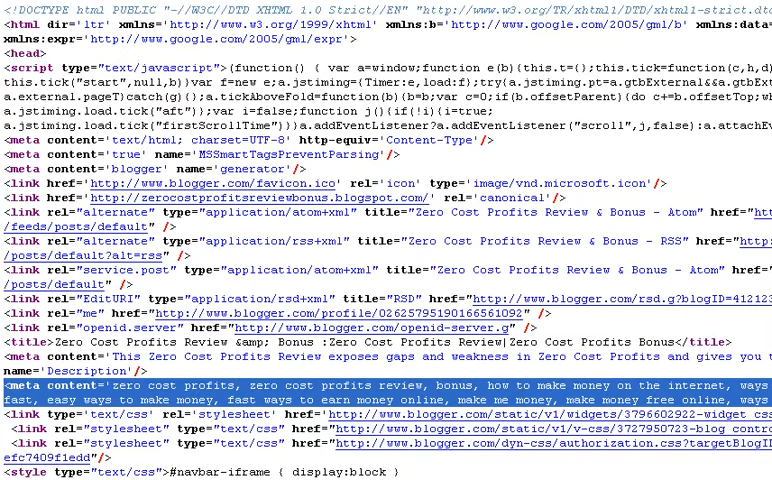 <!DOCTYPE html PUBLIC "-//W3C//DTD XHTML 1.0 Strict//EN" "http://www.w3.org/TR/xhtml1/DTD/xhtml1-strict.dtd
<html dir='ltr' xmlns='http://www.w3.org/1999/xhtml' xmlns:b='http://www.google.com/2005/gml/b' xmlns:data=
xmlns:expr='http://www.google.com/2005/gml/expr'>
<head>
<script type="text/javascript">(function() { var a=window;function e(b){this.t={};this.tick=function(c,h,d)
this.tick("start",null,b)}var f=new e;a.jstiming={Timer:e,load:f};try{a.jstiming.pt=a.gtbExternal&&a.gtbExt
a.external.pageT}catch(g){};a.tickAboveFold=function(b){b=b;var c=0;if(b.offsetParent){do c+=b.offsetTop;wh
a.jstiming.load.tick("aft")};var i=false;function j(){if(!i){i=true;
a.jstiming.load.tick("firstScrollTime")}}a.addEventListener?a.addEventListener("scroll",j,false):a.attachEv
<meta content='text/html; charset=UTF-8' http-equiv='Content-Type'/>
<meta content='true' name='MSSmartTagsPreventParsing'/>
<meta content='blogger' name='generator'/>
<link href='http://www.blogger.com/favicon.ico' rel='icon' type='image/vnd.microsoft.icon'/>
<link href='http://zerocostprofitsreviewbonus.blogspot.com/' rel='canonical'/>
<link rel="alternate" type="application/atom+xml" title="Zero Cost Profits Review & Bonus - Atom" href="htt
/feeds/posts/default" />
<link rel="alternate" type="application/rss+xml" title="Zero Cost Profits Review & Bonus - RSS" href="http:
/posts/default?alt=rss" />
<link rel="service.post" type="application/atom+xml" title="Zero Cost Profits Review & Bonus - Atom" href="
/posts/default" />
<link rel="EditURI" type="application/rsd+xml" title="RSD" href="http://www.blogger.com/rsd.g?blogID=412123
<link rel="me" href="http://www.blogger.com/profile/02625795190166561092" />
<link rel="openid.server" href="http://www.blogger.com/openid-server.g" />
<title>Zero Cost Profits Review &amp; Bonus :Zero Cost Profits Review| Zero Cost Profits Bonus</title>
<meta content='This Zero Cost Profits Review exposes gaps and weakness in Zero Cost Profits and gives you t
name='Description'/>
<meta content='zero cost profits, zero cost profits review, bonus, how to make money on the internet, ways
fast, easy ways to make money, fast ways to earn money online, make me money, make money free online, ways
<link type='text/css' rel='stylesheet' href='http://www.blogger.com/static/v1/widgets/3796602922-widget_css
<link rel="stylesheet" type="text/css" href="http://www.blogger.com/static/v1/v-css/3727950723-blog_contro
<link rel="stylesheet" type="text/css" href="http://www.blogger.com/dyn-css/authorization.css?targetBlogID
efc7409f1edd"/>
<style type="text/css">#navbar-iframe { display:block }